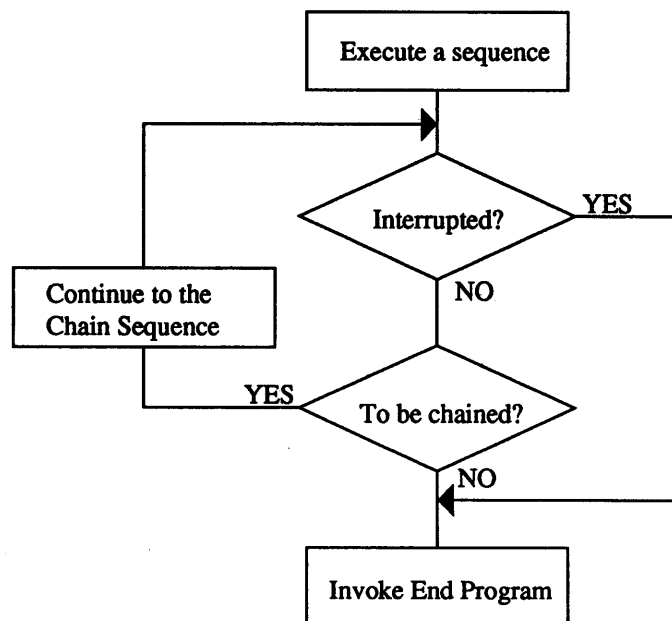 Execute a sequence
Interrupted?
YES
NO
Continue to the
Chain Sequence
YES
To be chained?
NO
Invoke End Program